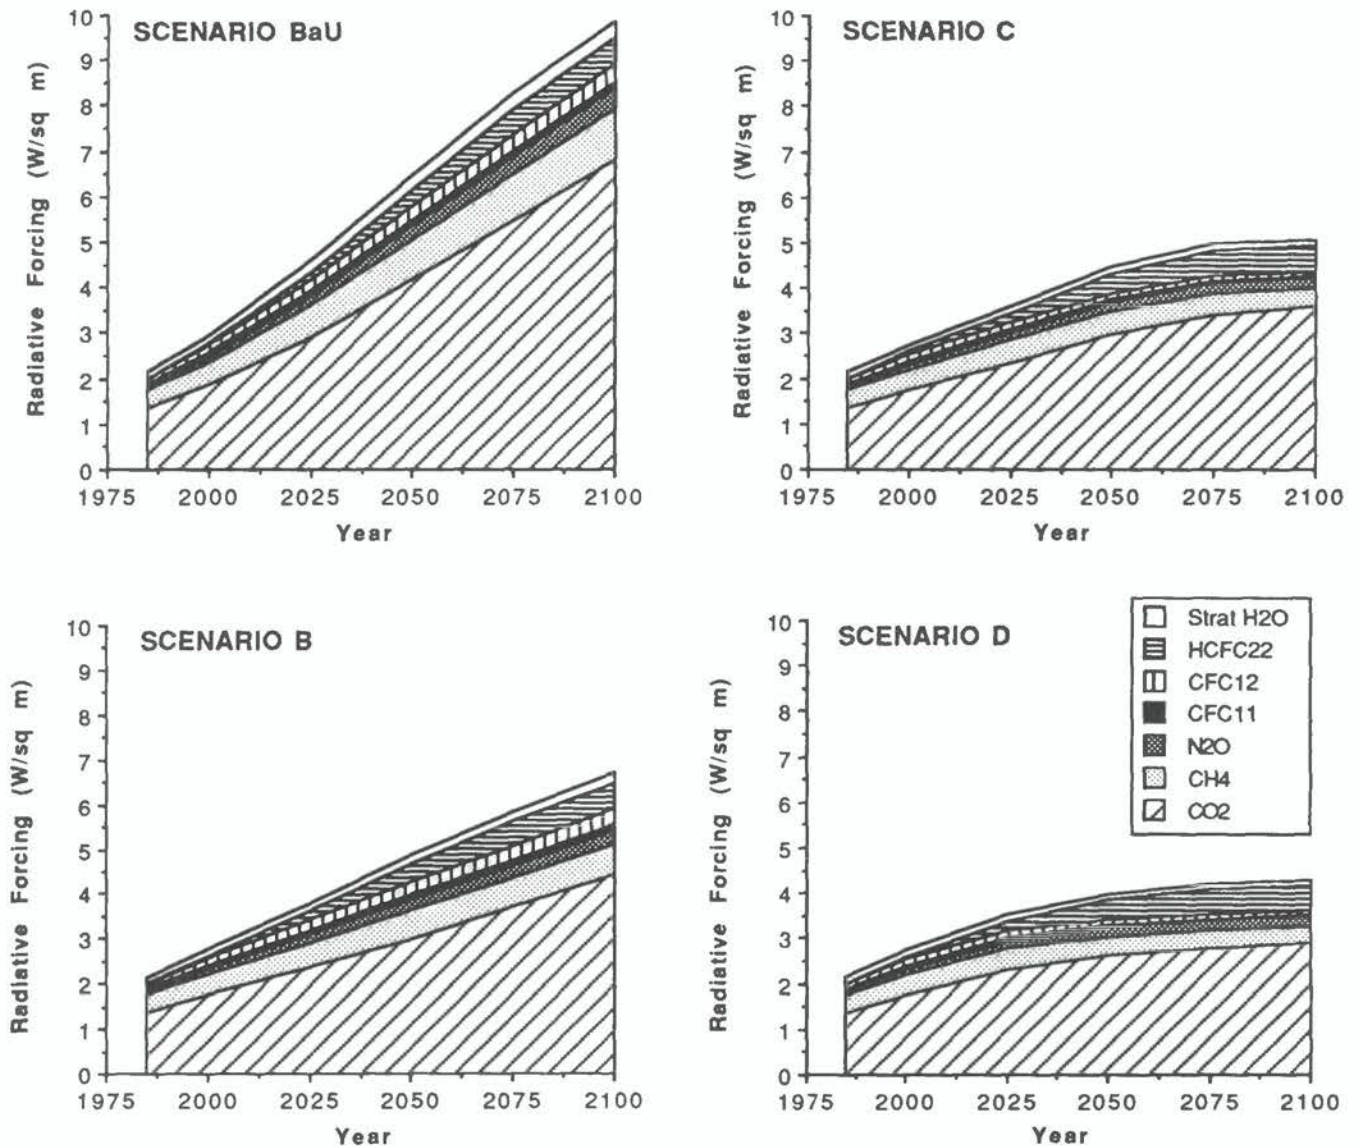 SCENARIO BaU
Radiative Forcing (W/sq m)
10
9
8
7
6
5
4
3
2
1
0
1975 2000 2025 2050 2075 2100
Year
SCENARIO C
Radiative Forcing (W/sq m)
10
9
8
7
6
5
4
3
2
1
0
1975 2000 2025 2050 2075 2100
Year
SCENARIO B
Radiative Forcing (W/sq m)
10
9
8
7
6
5
4
3
2
1
0
1975 2000 2025 2050 2075 2100
Year
SCENARIO D
Radiative Forcing (W/sq m)
10
9
8
7
6
5
4
3
2
1
0
1975 2000 2025 2050 2075 2100
Year
Strat H2O
HCFC22
CFC12
CFC11
N2O
CH4
CO2